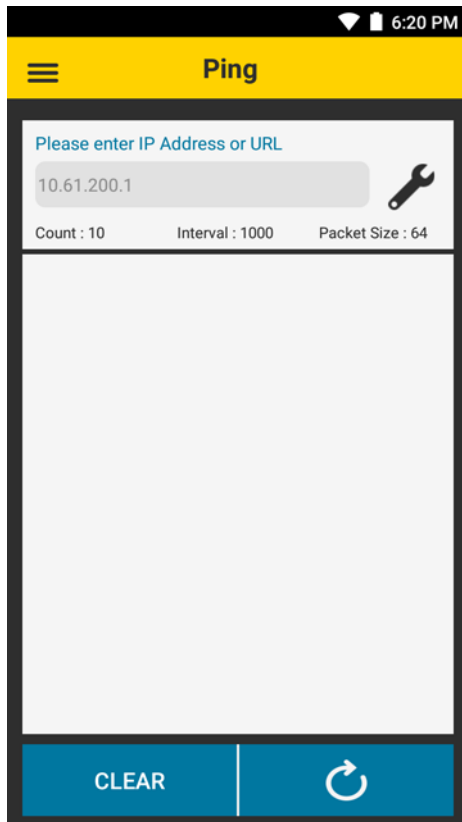 6:20 PM
Ping
Please enter IP Address or URL
10.61.200.1
Count : 10 Interval : 1000 Packet Size : 64
CLEAR